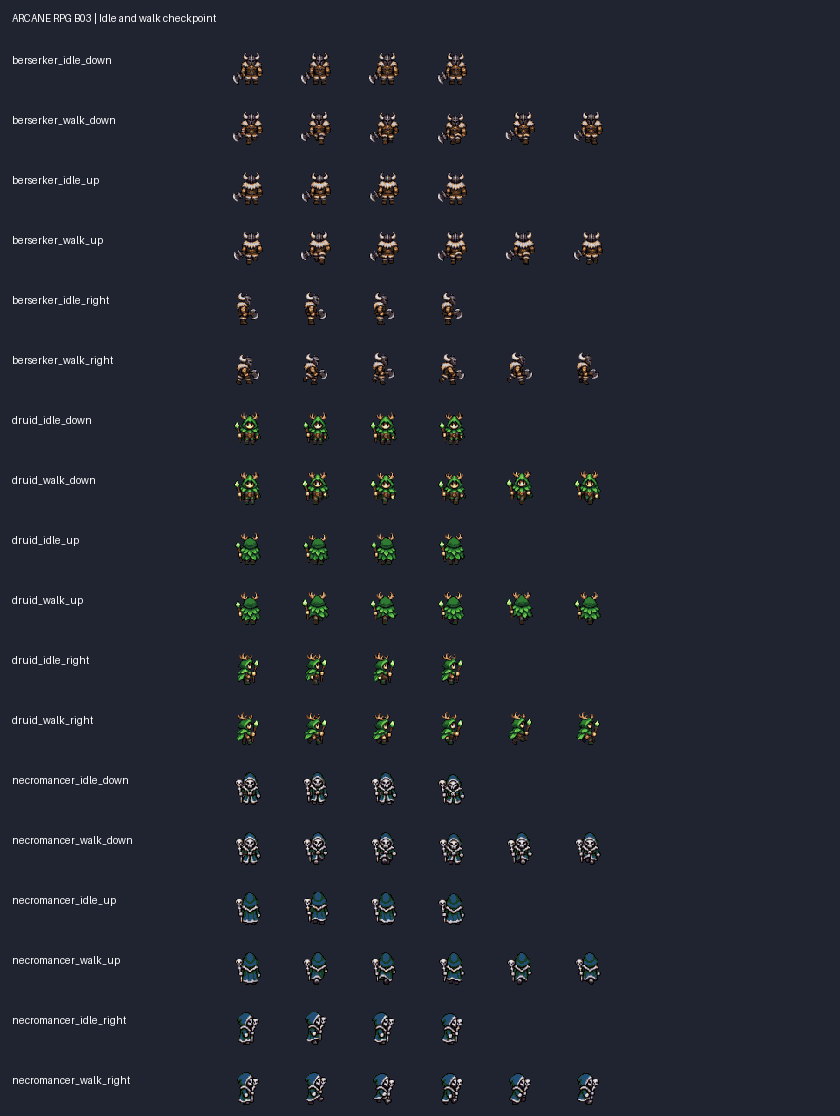 ARCANE RPG B03 | Idle and walk checkpoint
berserker_idle_down
berserker_walk_down
berserker_idle_up
berserker_walk_up
berserker_idle_right
berserker_walk_right
druid_idle_down
druid_walk_down
druid_idle_up
druid_walk_up
druid_idle_right
druid_walk_right
necromancer_idle_down
necromancer_walk_down
necromancer_idle_up
necromancer_walk_up
necromancer_idle_right
necromancer_walk_right